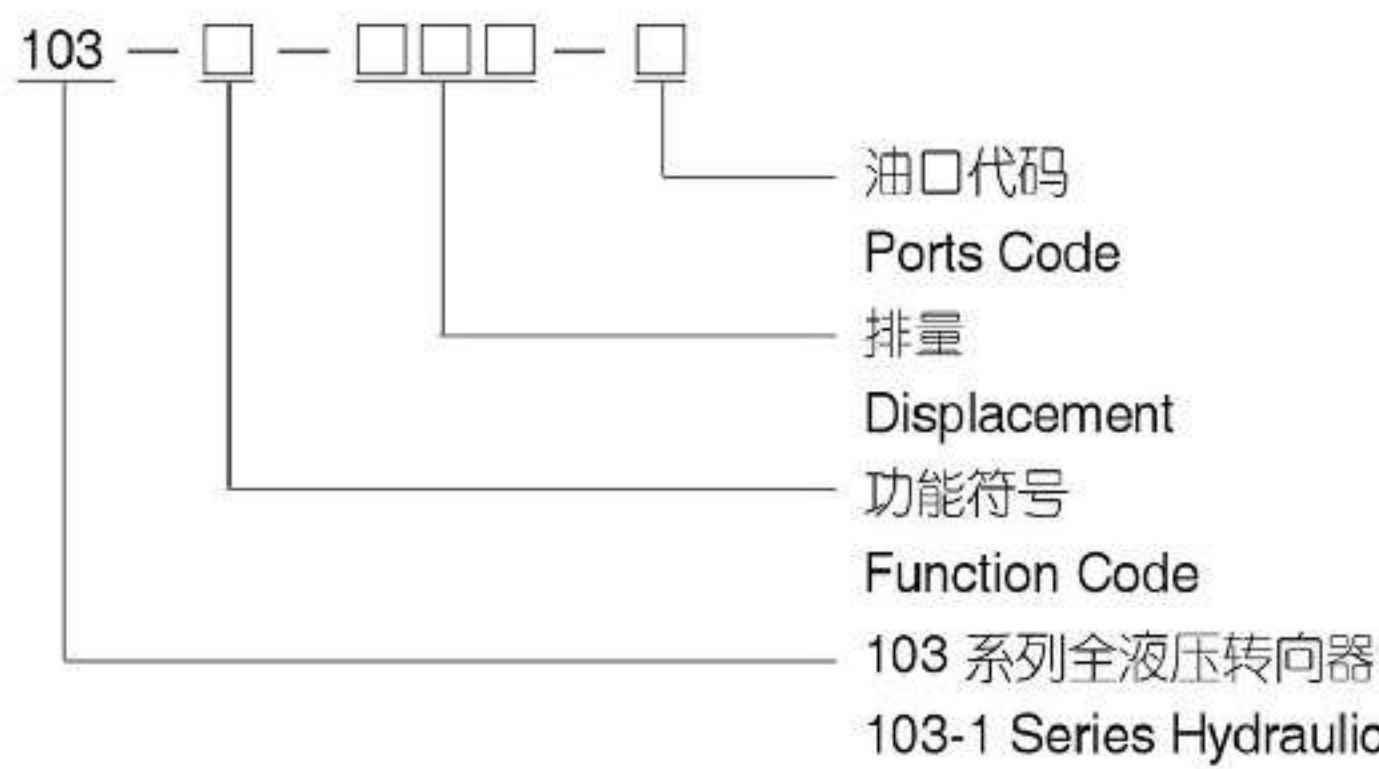 103 — □ — □□□ — □
油口代码
Ports Code
排量
Displacement
功能符号
Function Code
103 系列全液压转向器
103-1 Series Hydraulic